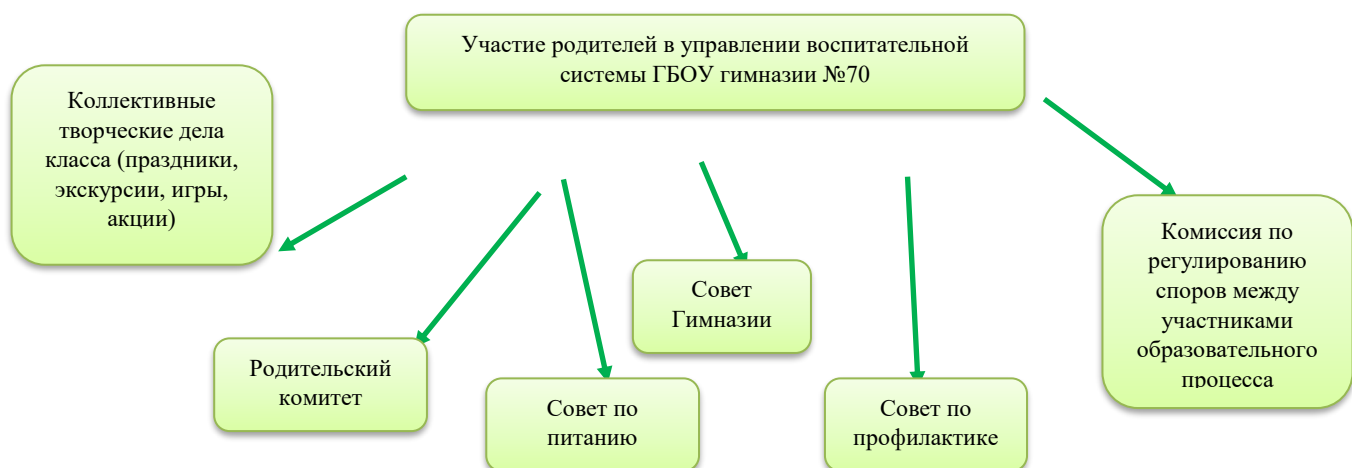 Участие родителей в управлении воспитательной
системы ГБОУ гимназии №70
Коллективные
творческие дела
класса (праздники,
экскурсии, игры,
акции)
Родительский
комитет
Совет по
питанию
Совет
Гимназии
Совет по
профилактике
Комиссия по
регулированию
споров между
участниками
образовательного
процесса